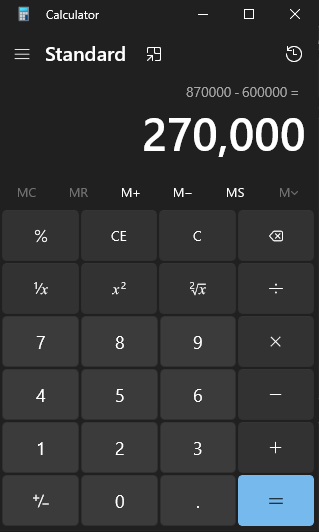 Calculator
Standard
870000 - 600000 =
270,000
MC MR M+ M− MS M
% CE C
¹/x x² ²√x ÷
7 8 9 ×
4 5 6 −
1 2 3 +
+/− 0 . =